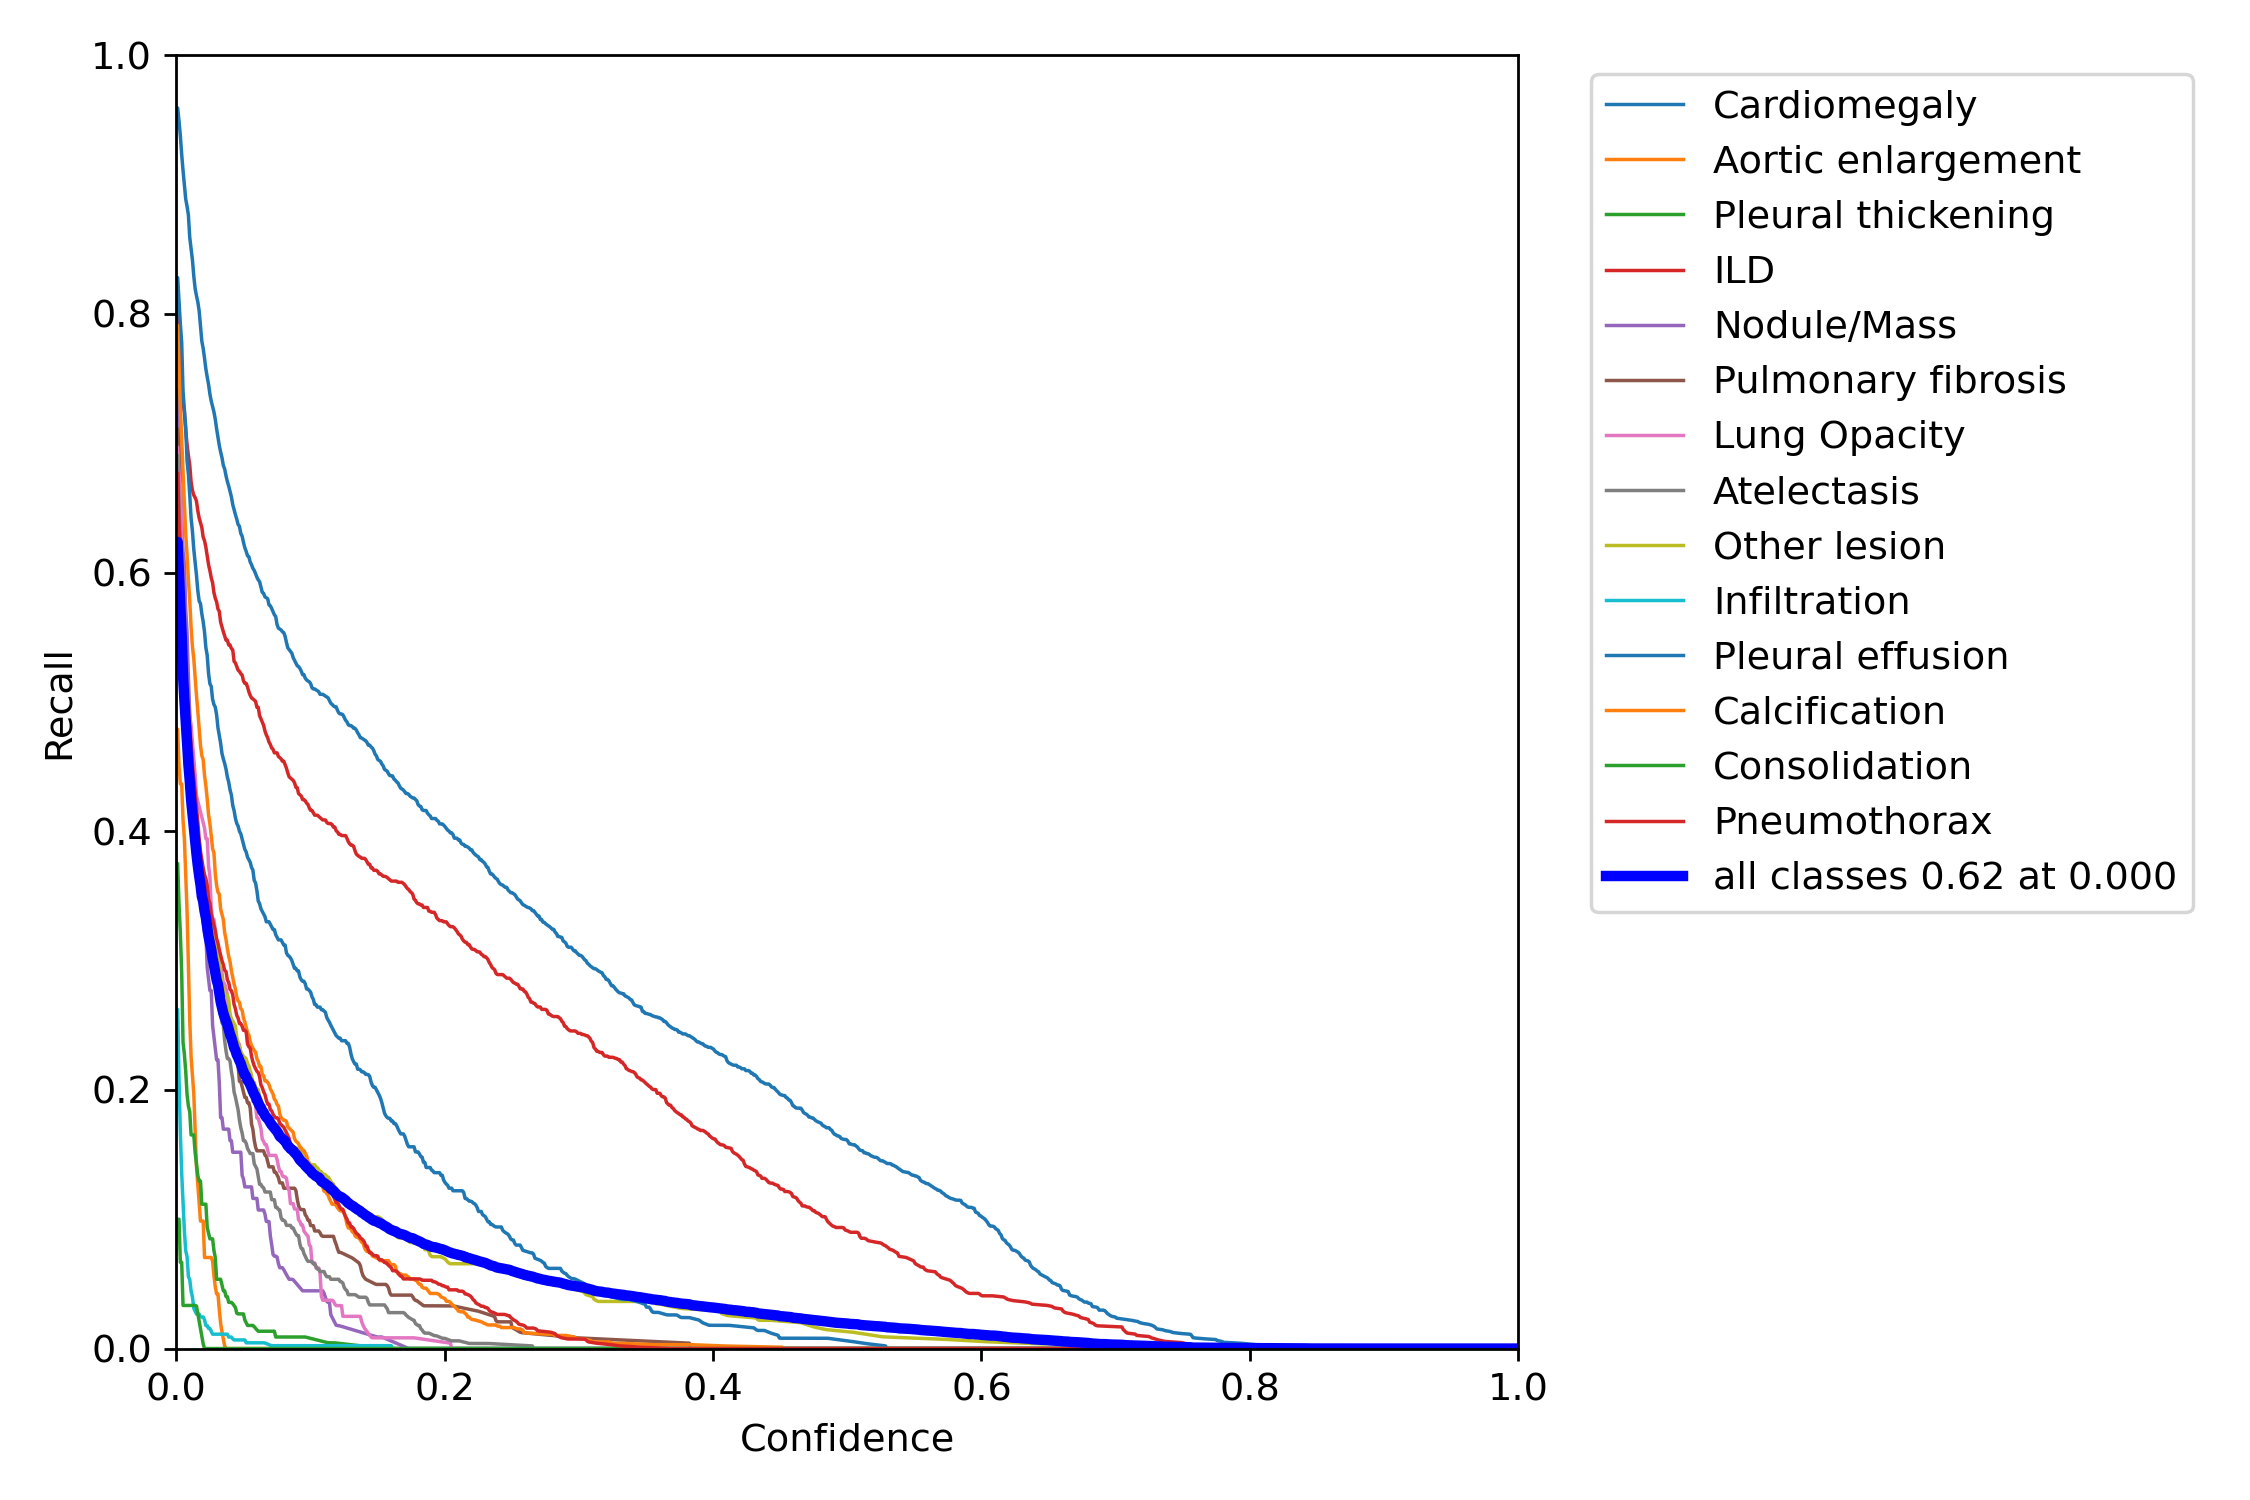 1.0
0.8
0.6
0.4
0.2
0.0
Recall
0.0 0.2 0.4 0.6 0.8 1.0
Confidence
Cardiomegaly
Aortic enlargement
Pleural thickening
ILD
Nodule/Mass
Pulmonary fibrosis
Lung Opacity
Atelectasis
Other lesion
Infiltration
Pleural effusion
Calcification
Consolidation
Pneumothorax
all classes 0.62 at 0.000